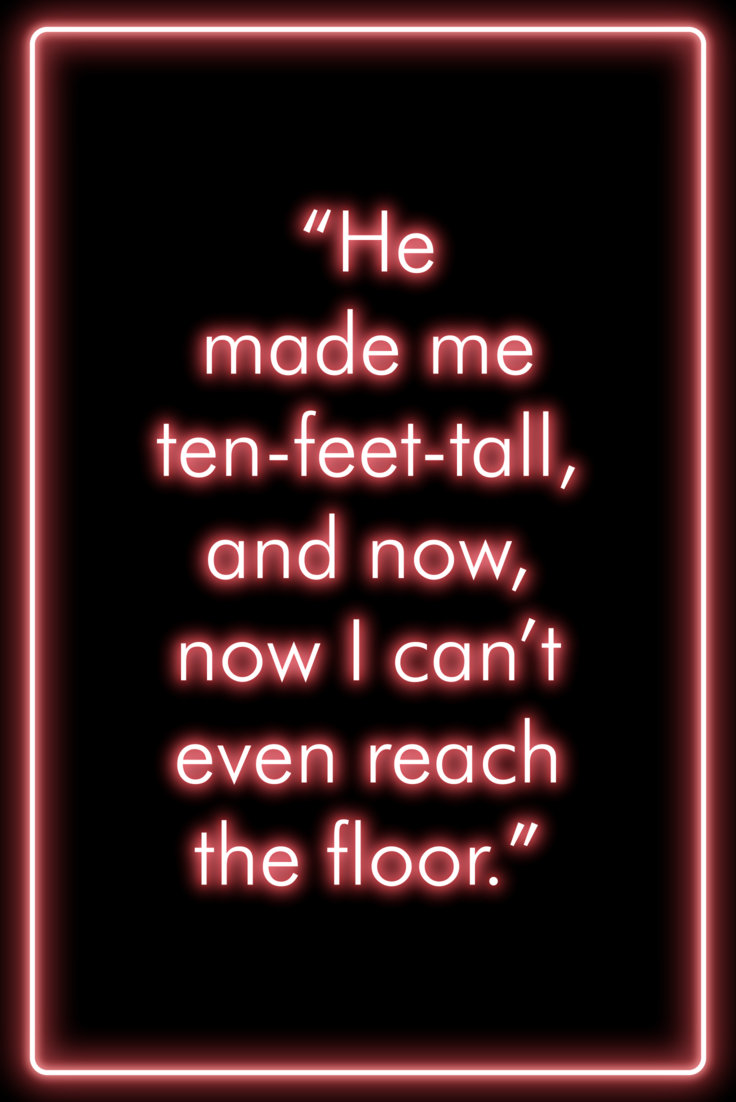 “He
made me
ten-feet-tall,
and now,
now I can’t
even reach
the floor.”